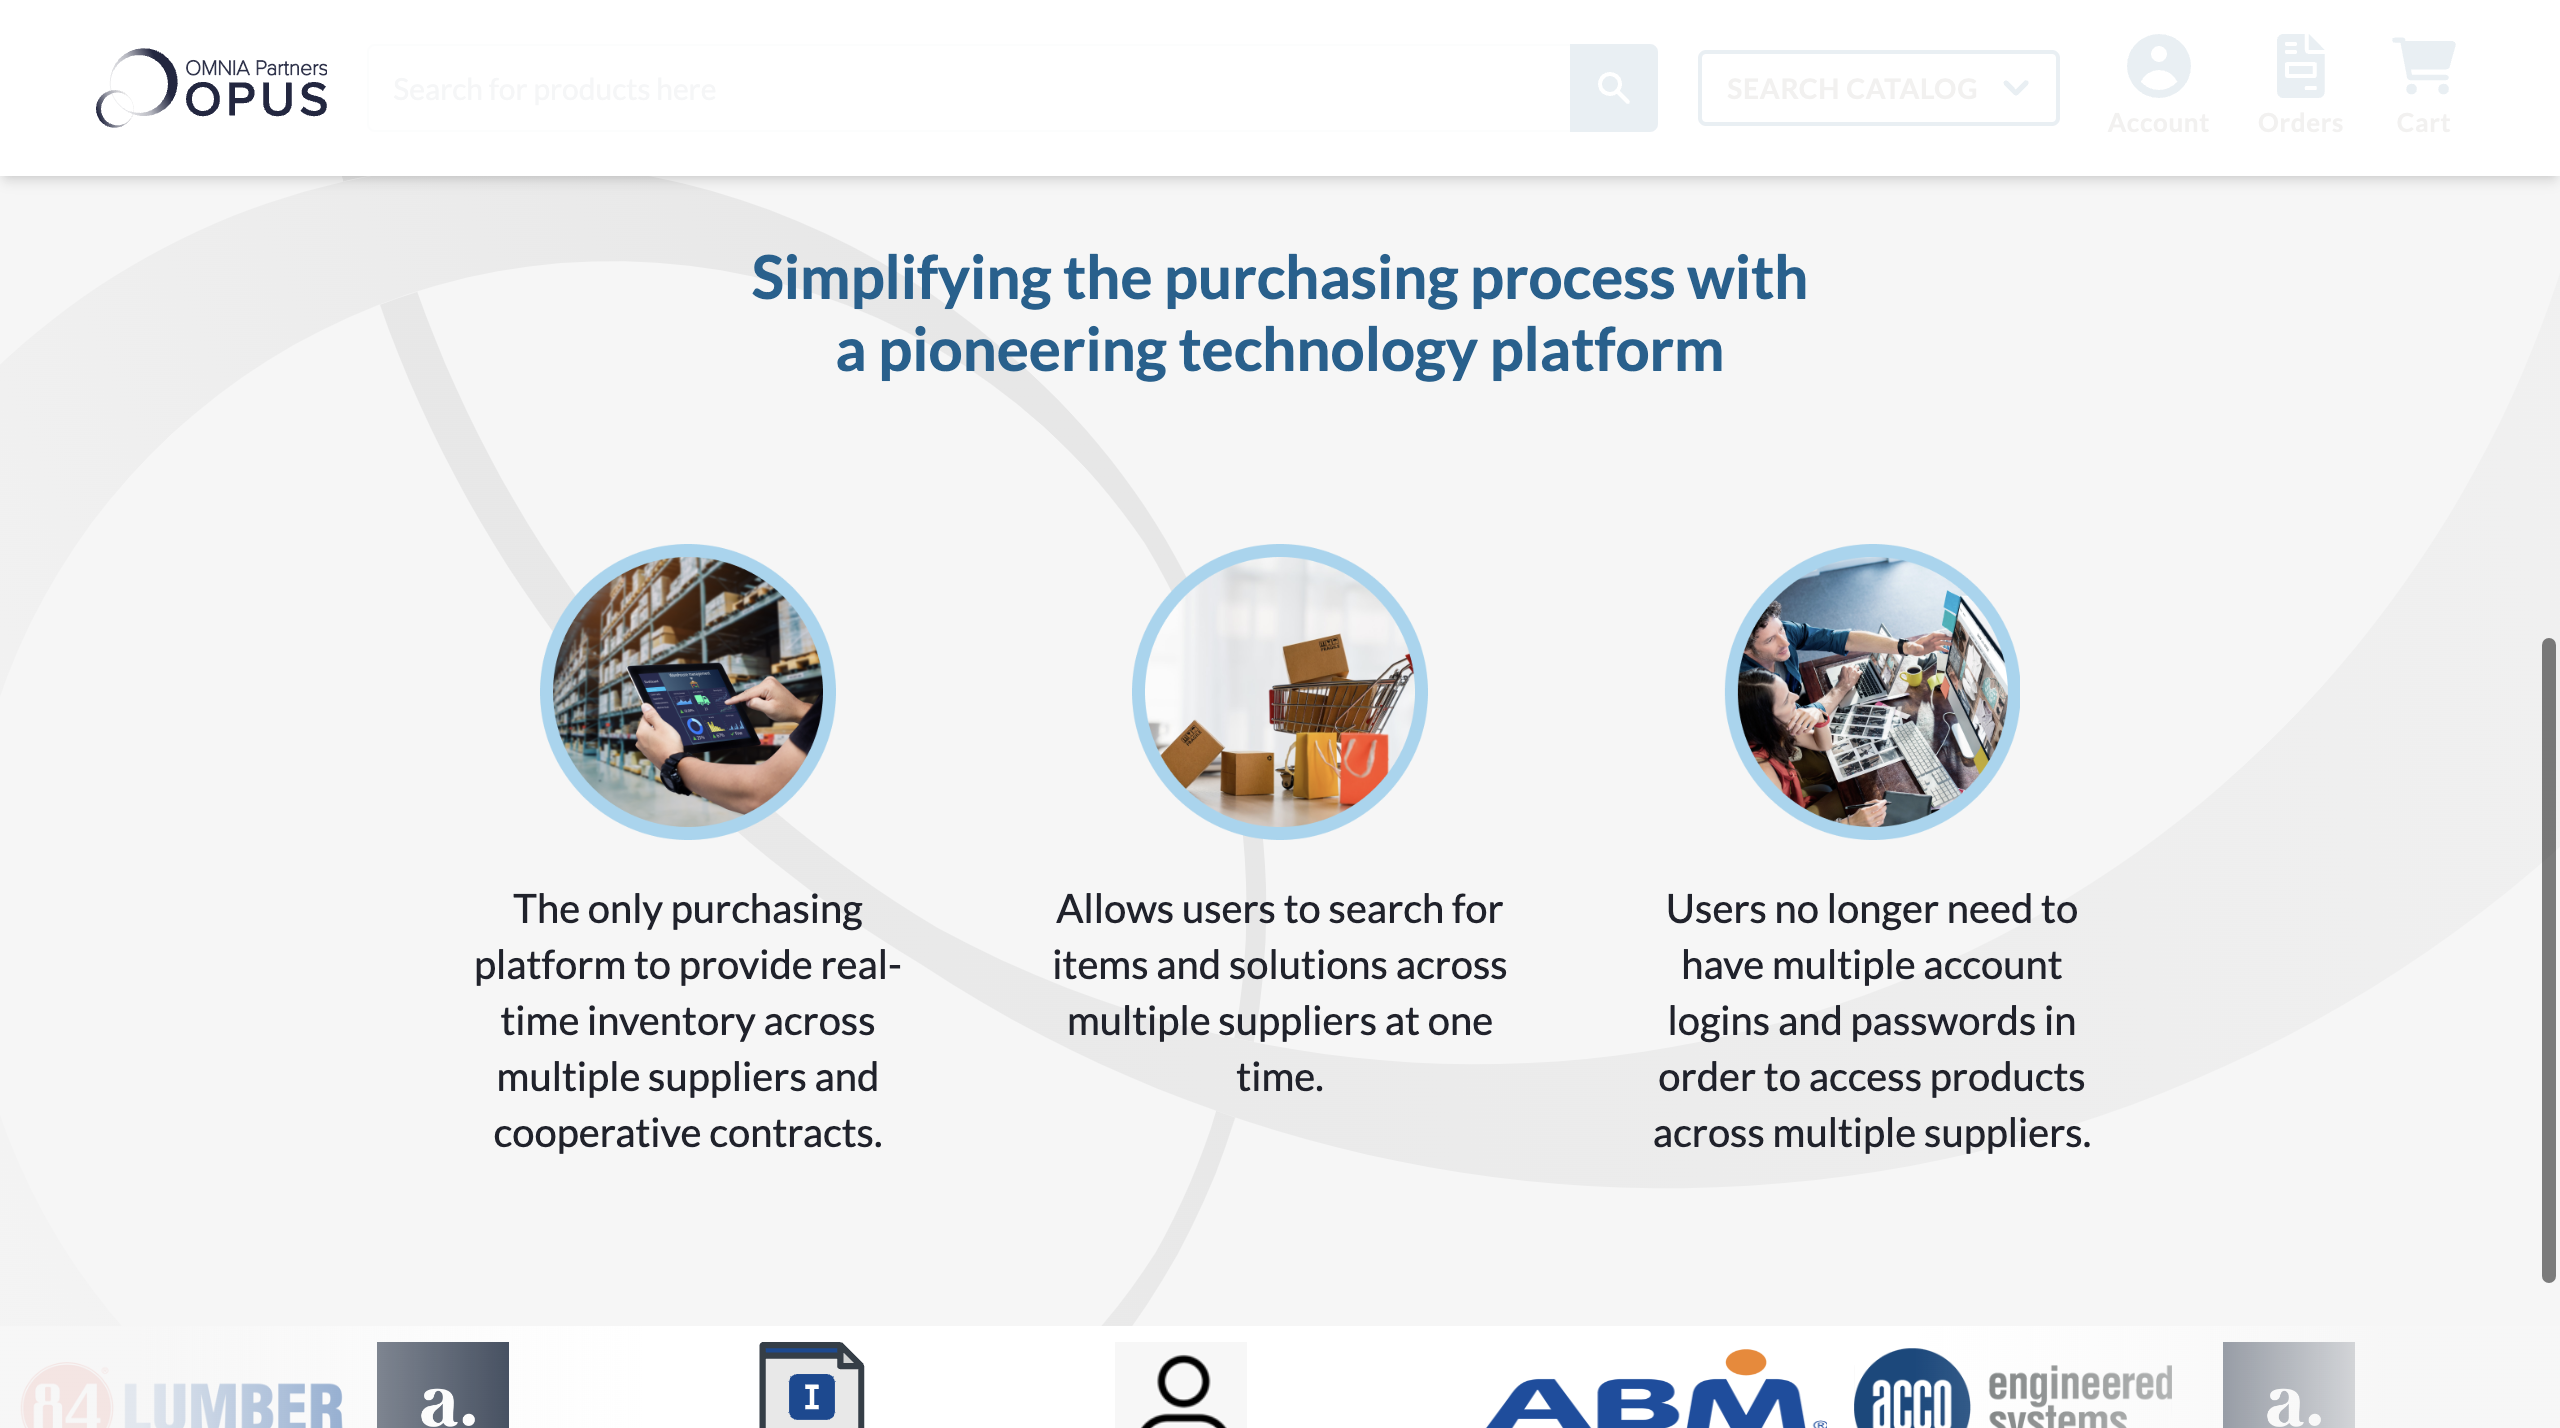 OMNIA Partners
OPUS
Search for products here
SEARCH CATALOG
Account
Orders
Cart
Simplifying the purchasing process with
a pioneering technology platform
The only purchasing
platform to provide real-
time inventory across
multiple suppliers and
cooperative contracts.
Allows users to search for
items and solutions across
multiple suppliers at one
time.
Users no longer need to
have multiple account
logins and passwords in
order to access products
across multiple suppliers.
84 LUMBER
a.
I
ABM®
acco engineered
systems
a.